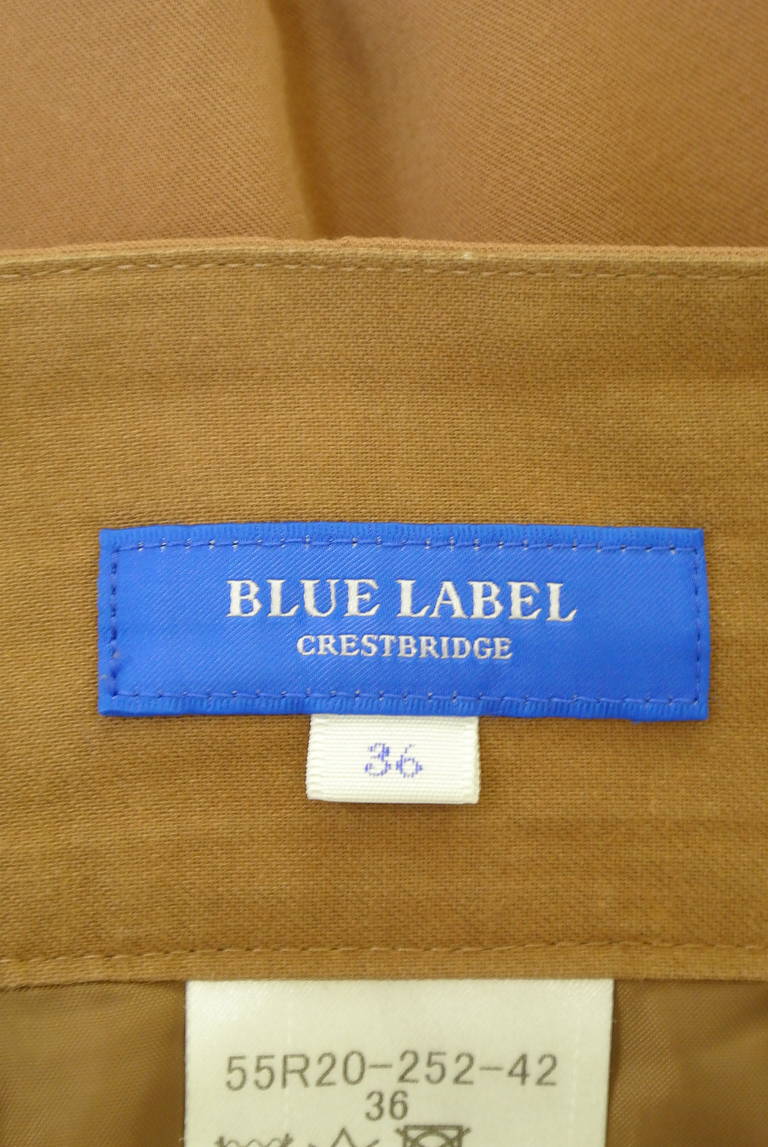 BLUE LABEL
CRESTBRIDGE
36
55R20-252-42
36